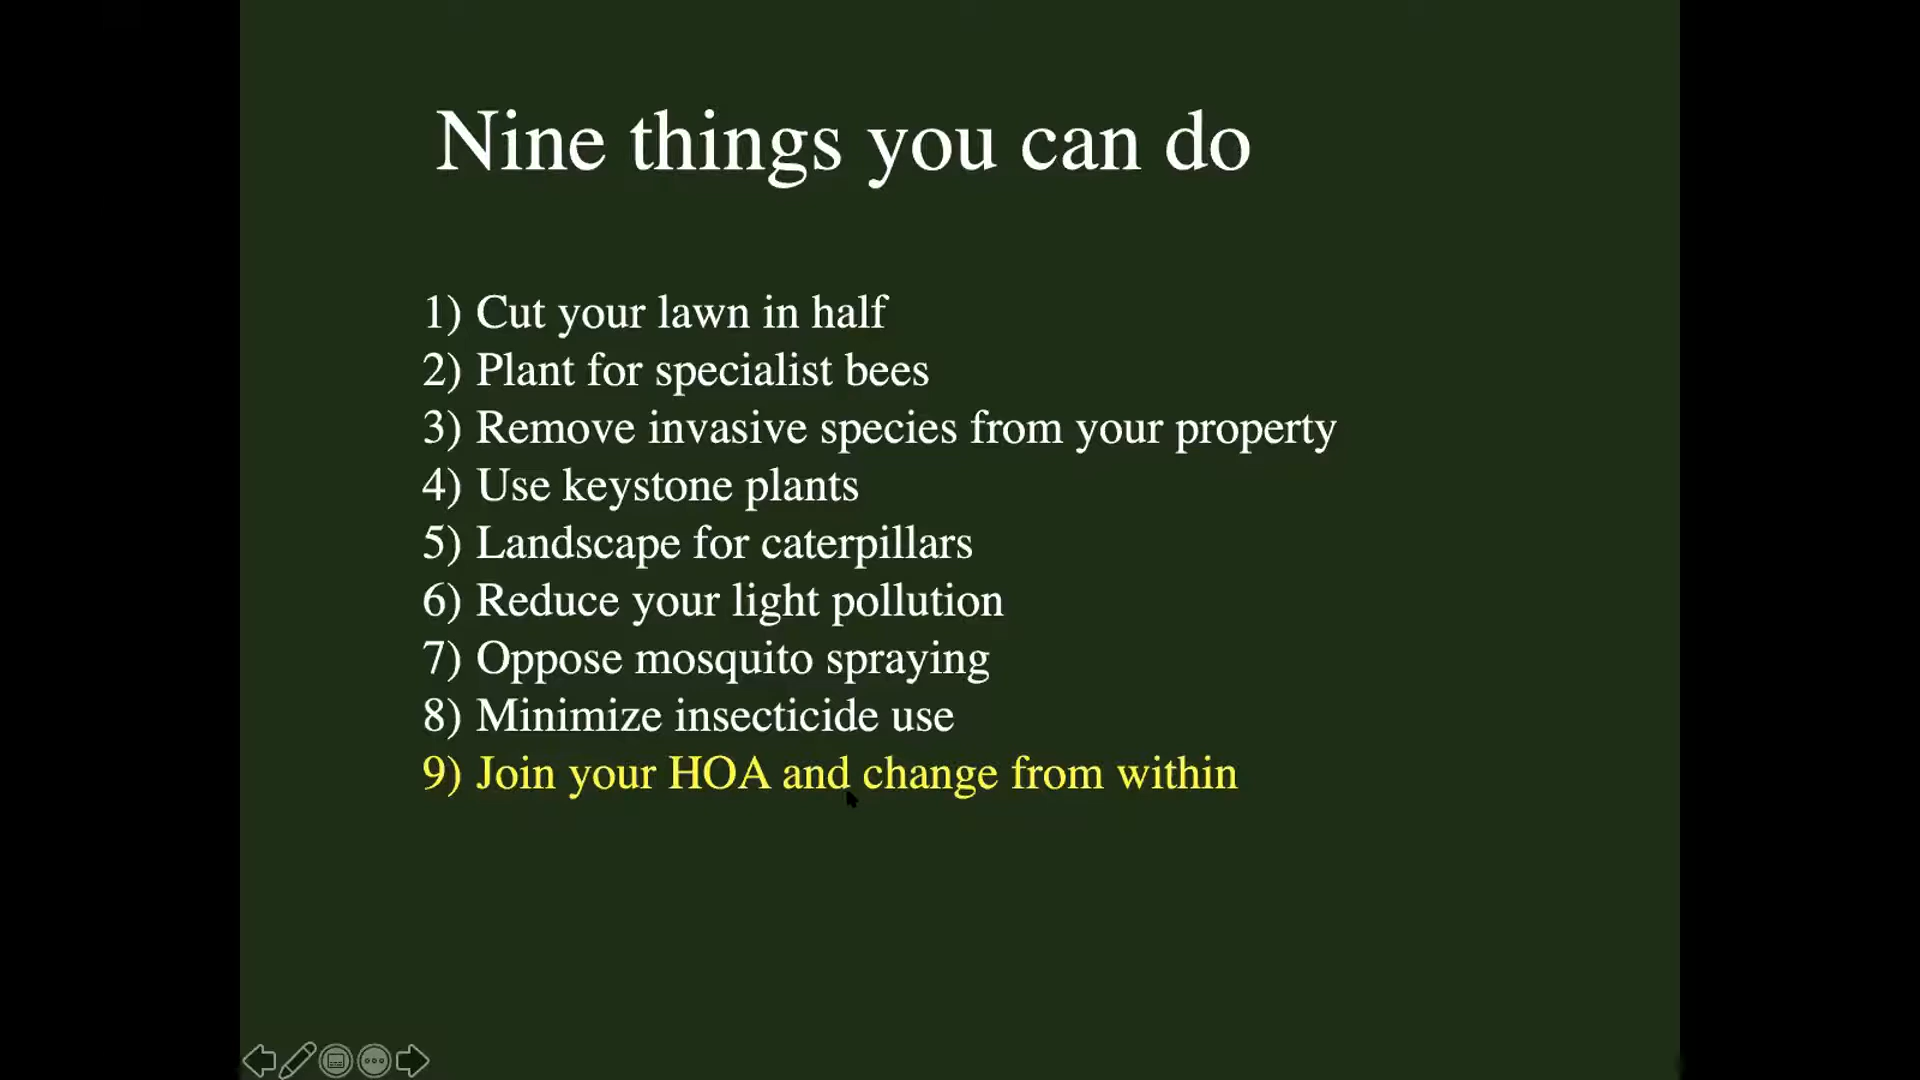 Nine things you can do
1) Cut your lawn in half
2) Plant for specialist bees
3) Remove invasive species from your property
4) Use keystone plants
5) Landscape for caterpillars
6) Reduce your light pollution
7) Oppose mosquito spraying
8) Minimize insecticide use
9) Join your HOA and change from within